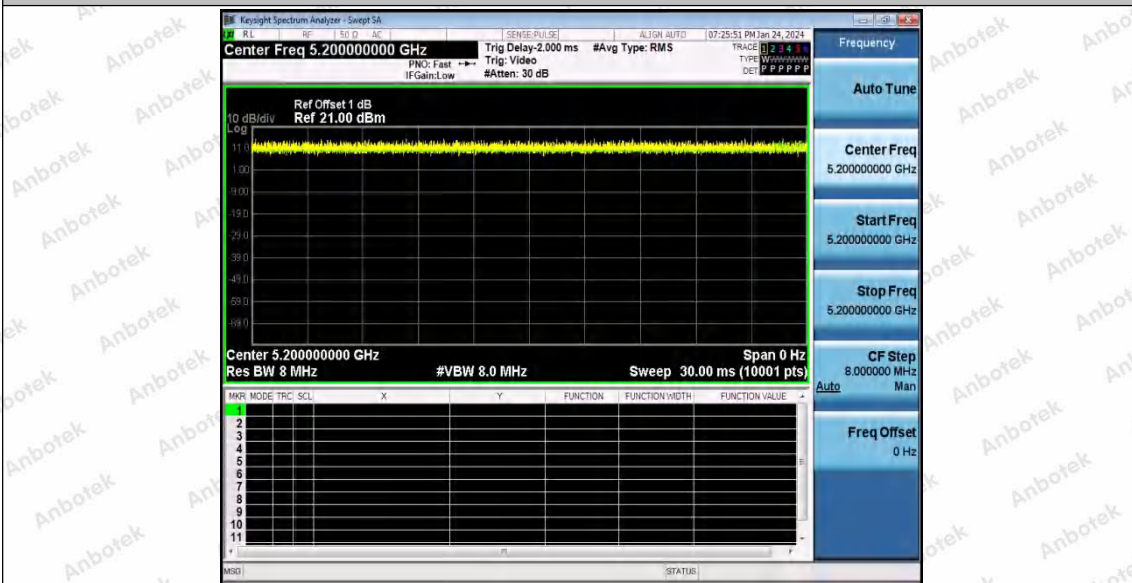 Keysight Spectrum Analyzer - Swept SA
RL RF 50 Ω AC SENSE:PULSE ALIGN AUTO 07:25:51 PM Jan 24, 2024
Center Freq 5.200000000 GHz
PNO: Fast
IFGain:Low
Trig Delay-2.000 ms
Trig: Video
#Atten: 30 dB
#Avg Type: RMS
TRACE 1 2 3 4 5 6
TYPE W
DET P P P P P P
Ref Offset 1 dB
10 dB/div Ref 21.00 dBm
Log
11.0
1.00
-9.00
-19.0
-29.0
-39.0
-49.0
-59.0
-69.0
Center 5.200000000 GHz Span 0 Hz
Res BW 8 MHz #VBW 8.0 MHz Sweep 30.00 ms (10001 pts)
MKR MODE TRC SCL X Y FUNCTION FUNCTION WIDTH FUNCTION VALUE
1
2
3
4
5
6
7
8
9
10
11
MSG STATUS
Frequency
Auto Tune
Center Freq
5.200000000 GHz
Start Freq
5.200000000 GHz
Stop Freq
5.200000000 GHz
CF Step
8.000000 MHz
Auto Man
Freq Offset
0 Hz
Anbotek